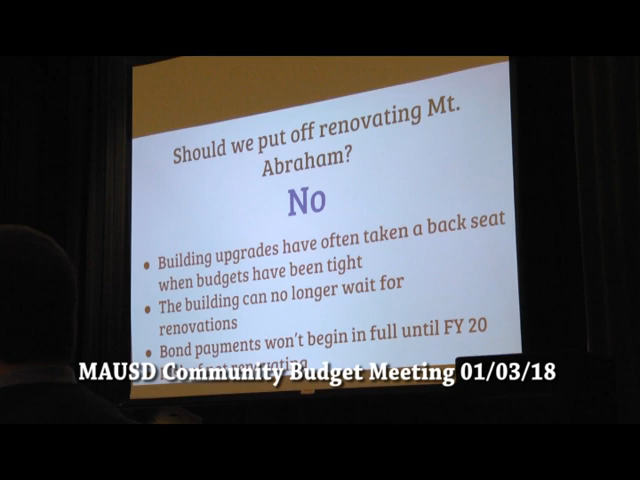 Should we put off renovating Mt.
Abraham?
No
• Building upgrades have often taken a back seat
when budgets have been tight
• The building can no longer wait for
renovations
• Bond payments won't begin in full until FY 20
MAUSD Community Budget Meeting 01/03/18